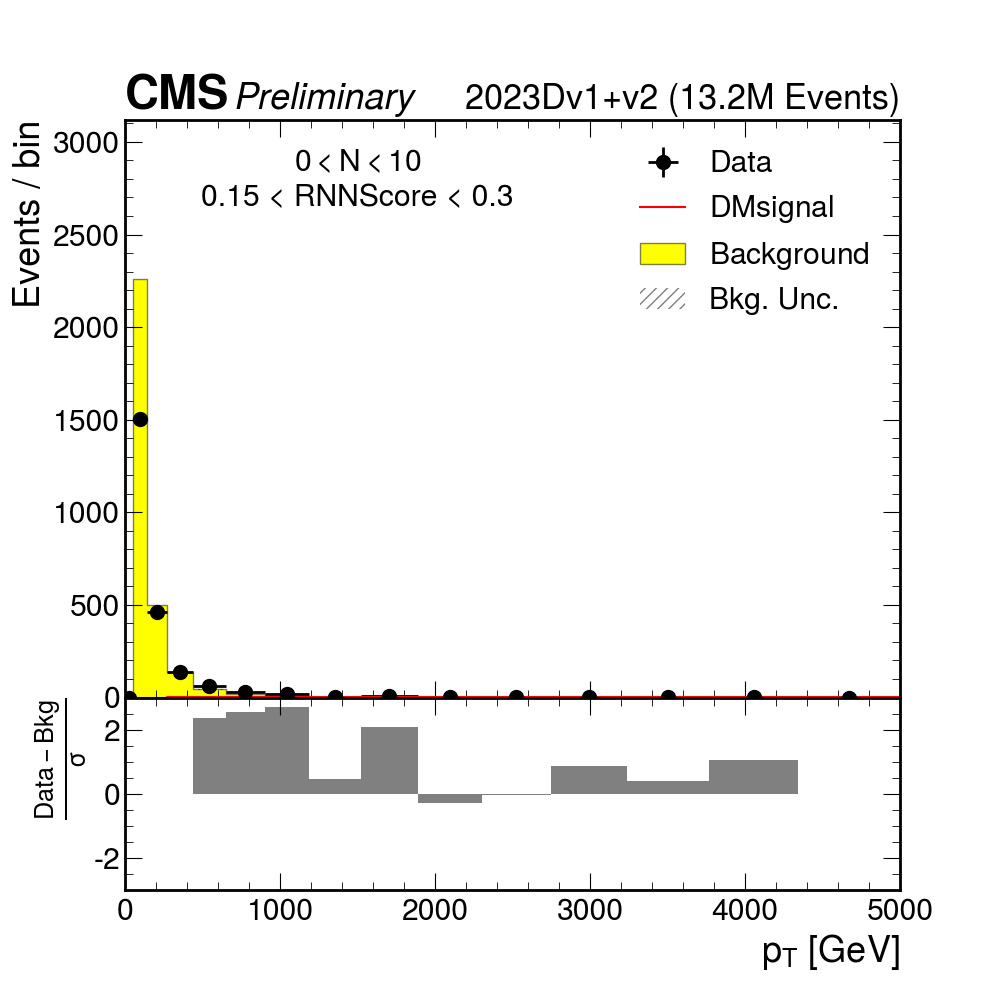 CMS Preliminary 2023Dv1+v2 (13.2M Events)
Events / bin
3000
2500
2000
1500
1000
500
0
0 < N < 10
0.15 < RNNScore < 0.3
Data
DMsignal
Background
Bkg. Unc.
Data − Bkg
σ
2
0
-2
0 1000 2000 3000 4000 5000
pT [GeV]